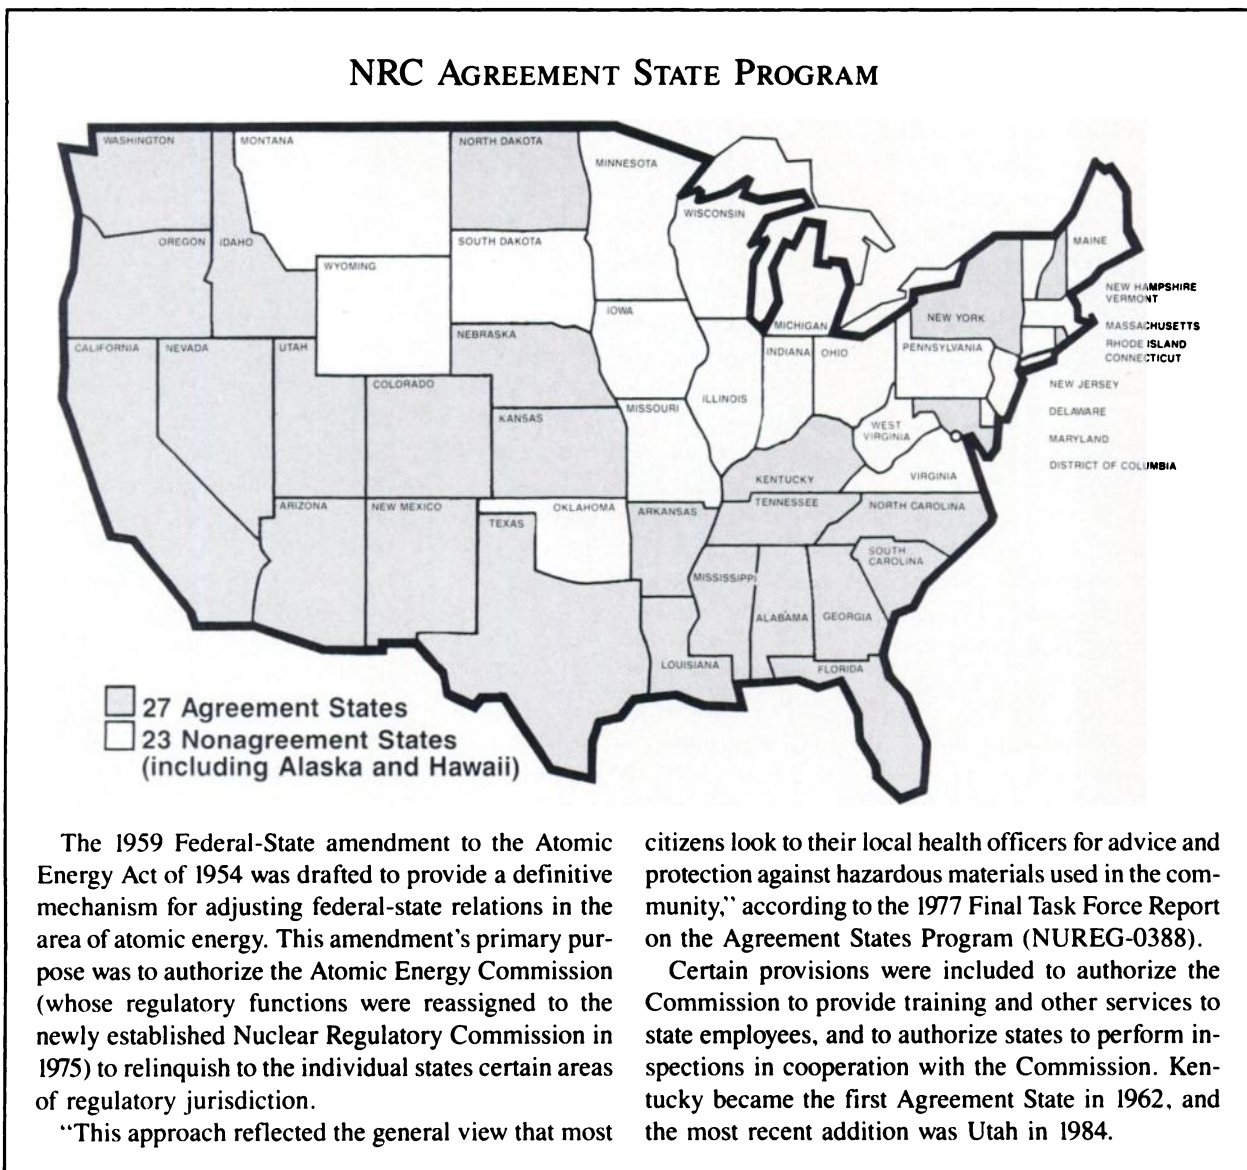 NRC AGREEMENT STATE PROGRAM
WASHINGTON
MONTANA
NORTH DAKOTA
MINNESOTA
WISCONSIN
MAINE
OREGON
IDAHO
SOUTH DAKOTA
WYOMING
NEW HAMPSHIRE
VERMONT
IOWA
MICHIGAN
NEW YORK
MASSACHUSETTS
RHODE ISLAND
CONNECTICUT
CALIFORNIA
NEVADA
UTAH
NEBRASKA
INDIANA
OHIO
PENNSYLVANIA
COLORADO
NEW JERSEY
KANSAS
MISSOURI
ILLINOIS
DELAWARE
WEST
VIRGINIA
MARYLAND
DISTRICT OF COLUMBIA
KENTUCKY
VIRGINIA
ARIZONA
NEW MEXICO
OKLAHOMA
ARKANSAS
TENNESSEE
NORTH CAROLINA
TEXAS
SOUTH
CAROLINA
MISSISSIPPI
ALABAMA
GEORGIA
LOUISIANA
FLORIDA
27 Agreement States
23 Nonagreement States
(including Alaska and Hawaii)
The 1959 Federal-State amendment to the Atomic
Energy Act of 1954 was drafted to provide a definitive
mechanism for adjusting federal-state relations in the
area of atomic energy. This amendment's primary pur-
pose was to authorize the Atomic Energy Commission
(whose regulatory functions were reassigned to the
newly established Nuclear Regulatory Commission in
1975) to relinquish to the individual states certain areas
of regulatory jurisdiction.
"This approach reflected the general view that most
citizens look to their local health officers for advice and
protection against hazardous materials used in the com-
munity," according to the 1977 Final Task Force Report
on the Agreement States Program (NUREG-0388).
Certain provisions were included to authorize the
Commission to provide training and other services to
state employees, and to authorize states to perform in-
spections in cooperation with the Commission. Ken-
tucky became the first Agreement State in 1962, and
the most recent addition was Utah in 1984.